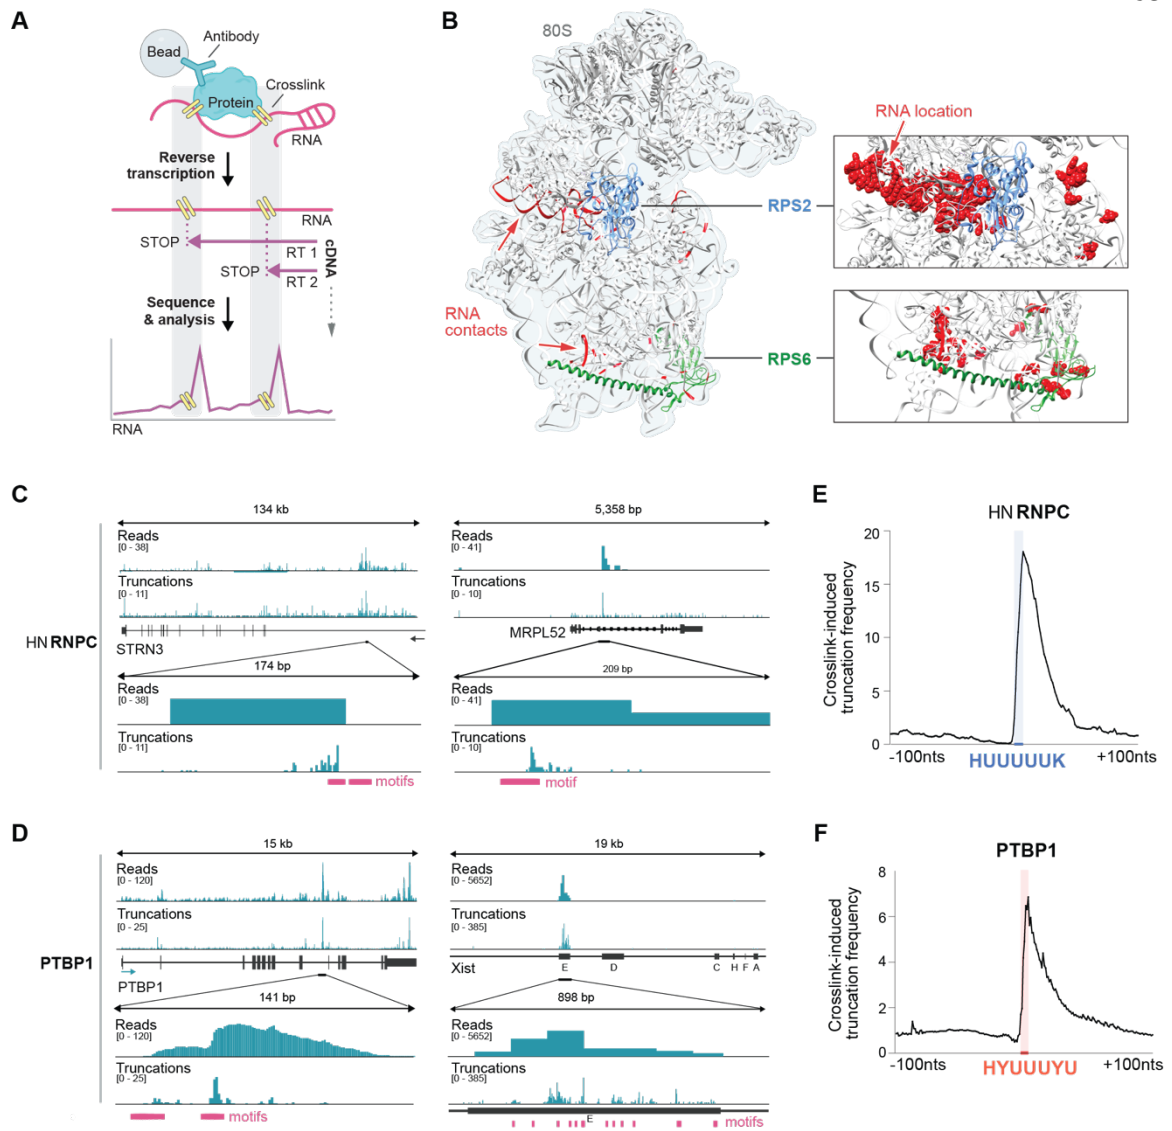 A
Bead
Antibody
Protein
Crosslink
RNA
Reverse
transcription
RNA
STOP
RT 1
STOP
RT 2
cDNA
Sequence
& analysis
RNA
B
80S
RNA location
RPS2
RNA
contacts
RPS6
C
HN RNPC
134 kb
Reads
[0 - 38]
Truncations
[0 - 11]
STRN3
174 bp
Reads
[0 - 38]
Truncations
[0 - 11]
motifs
5,358 bp
Reads
[0 - 41]
Truncations
[0 - 10]
MRPL52
209 bp
Reads
[0 - 41]
Truncations
[0 - 10]
motif
E
HN RNPC
Crosslink-induced
truncation frequency
20
15
10
5
0
-100nts
HUUUUUK
+100nts
D
PTBP1
15 kb
Reads
[0 - 120]
Truncations
[0 - 25]
PTBP1
141 bp
Reads
[0 - 120]
Truncations
[0 - 25]
motifs
19 kb
Reads
[0 - 5652]
Truncations
[0 - 385]
Xist
E D C H F A
898 bp
Reads
[0 - 5652]
Truncations
[0 - 385]
E
motifs
F
PTBP1
Crosslink-induced
truncation frequency
8
6
4
2
0
-100nts
HYUUUYU
+100nts